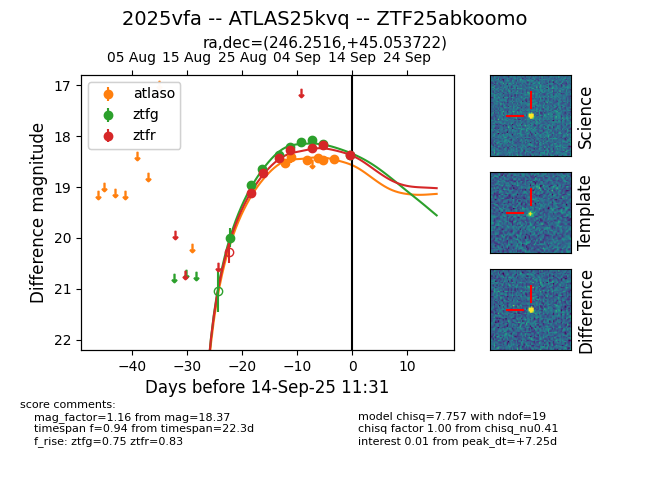 2025vfa -- ATLAS25kvq -- ZTF25abkoomo
ra,dec=(246.2516,+45.053722)
05 Aug 15 Aug 25 Aug 04 Sep 14 Sep 24 Sep
atlaso
ztfg
ztfr
17
18
19
20
21
22
Difference magnitude
−40 −30 −20 −10 0 10
Days before 14-Sep-25 11:31
Science
Template
Difference
score comments:
mag_factor=1.16 from mag=18.37
timespan f=0.94 from timespan=22.3d
f_rise: ztfg=0.75 ztfr=0.83
model chisq=7.757 with ndof=19
chisq factor 1.00 from chisq_nu0.41
interest 0.01 from peak_dt=+7.25d